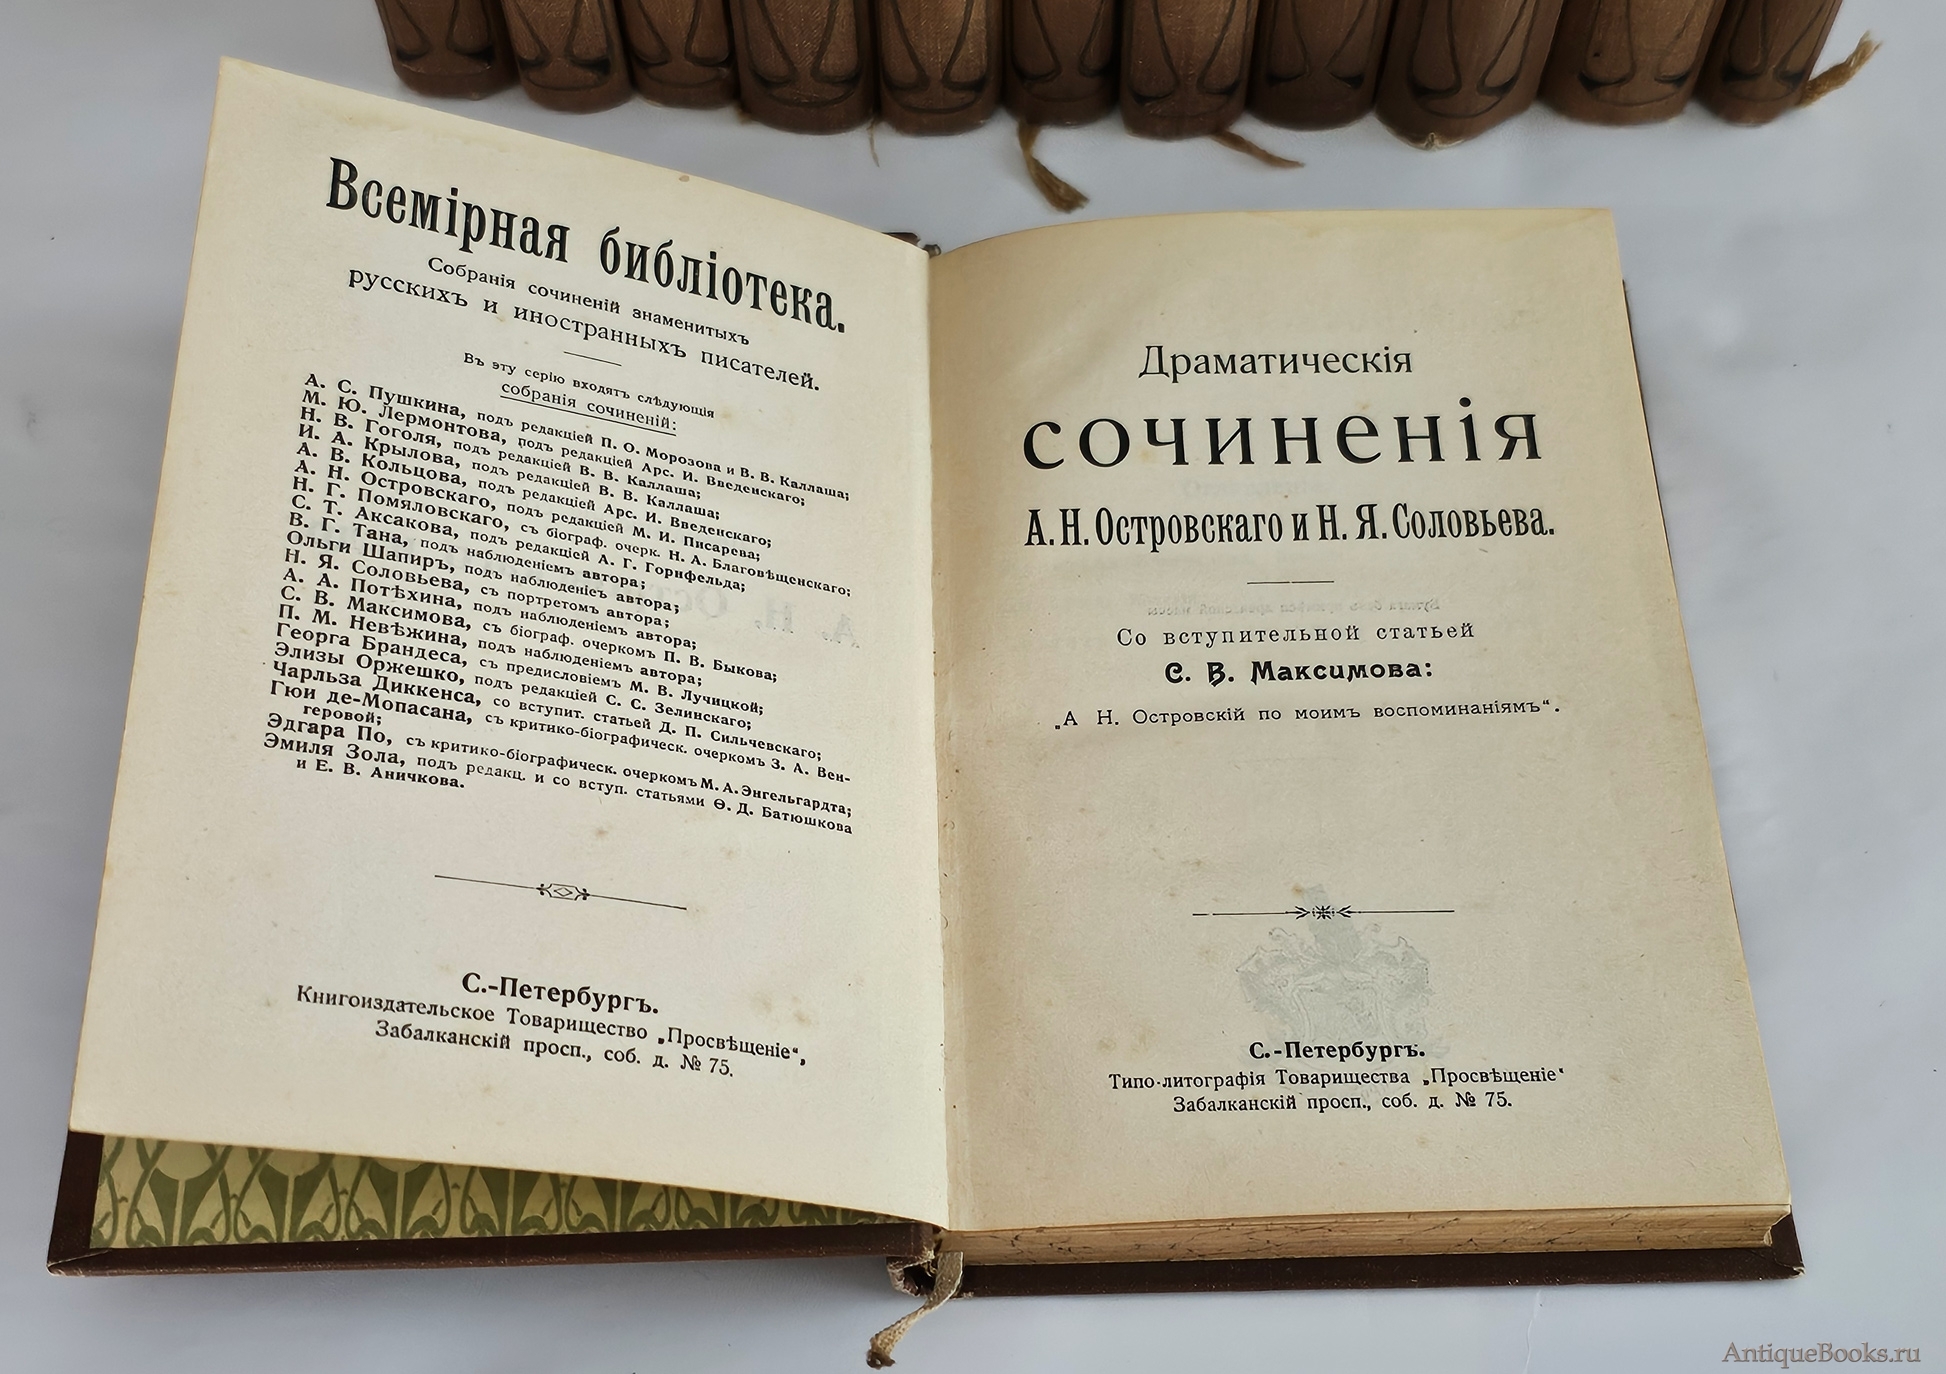 Всемірная библіотека.
Собранія сочиненій знаменитыхъ
русскихъ и иностранныхъ писателей.
Въ эту серію входятъ слѣдующія
собранія сочиненій:
А. С. Пушкина, подъ редакціей П. О. Морозова и В. В. Каллаша;
М. Ю. Лермонтова, подъ редакціей Арс. И. Введенскаго;
Н. В. Гоголя, подъ редакціей В. В. Каллаша;
И. А. Крылова, подъ редакціей В. В. Каллаша;
А. В. Кольцова, подъ редакціей Арс. И. Введенскаго;
А. Н. Островскаго, подъ редакціей М. И. Писарева;
Н. Г. Помяловскаго, съ біограф. очерк. Н. А. Благовѣщенскаго;
С. Т. Аксакова, подъ редакціей А. Г. Горнфельда;
В. Г. Тана, подъ наблюденіемъ автора;
Ольги Шапиръ, подъ наблюденіемъ автора;
Н. Я. Соловьева, съ портретомъ автора;
А. А. Потѣхина, подъ наблюденіемъ автора;
С. В. Максимова, съ біограф. очеркомъ П. В. Быкова;
П. М. Невѣжина, подъ наблюденіемъ автора;
Георга Брандеса, съ предисловіемъ М. В. Лучицкой;
Элизы Оржешко, подъ редакціей С. С. Зелинскаго;
Чарльза Диккенса, со вступит. статьей Д. П. Сильчевскаго;
Гюи де-Мопасана, съ критико-біографическ. очеркомъ З. А. Вен-
геровой;
Эдгара По, съ критико-біографическ. очеркомъ М. А. Энгельгардта;
Эмиля Зола, подъ редакц. и со вступ. статьями Ѳ. Д. Батюшкова
и Е. В. Аничкова.
С.-Петербургъ.
Книгоиздательское Товарищество „Просвѣщеніе“,
Забалканскій просп., соб. д. № 75.
Драматическія
сочиненія
А. Н. Островскаго и Н. Я. Соловьева.
Со вступительной статьей
С. В. Максимова:
„А Н. Островскій по моимъ воспоминаніямъ“.
С.-Петербургъ.
Типо-литографія Товарищества „Просвѣщеніе‘
Забалканскій просп., соб. д. № 75.
AntiqueBooks.ru